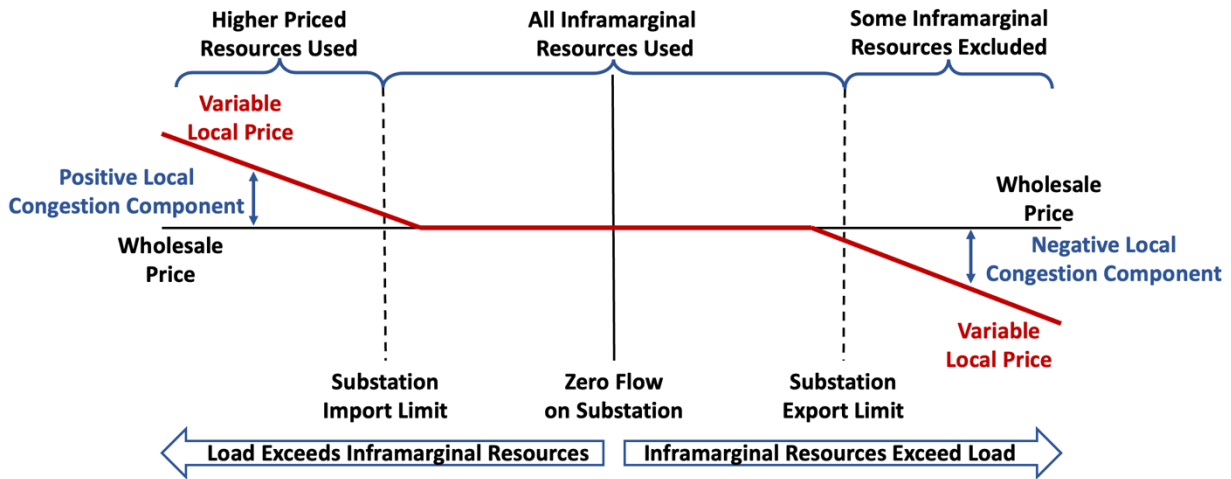 Higher Priced
Resources Used
All Inframarginal
Resources Used
Some Inframarginal
Resources Excluded
Variable
Local Price
Positive Local
Congestion Component
Wholesale
Price
Wholesale
Price
Negative Local
Congestion Component
Variable
Local Price
Substation
Import Limit
Zero Flow
on Substation
Substation
Export Limit
Load Exceeds Inframarginal Resources
Inframarginal Resources Exceed Load